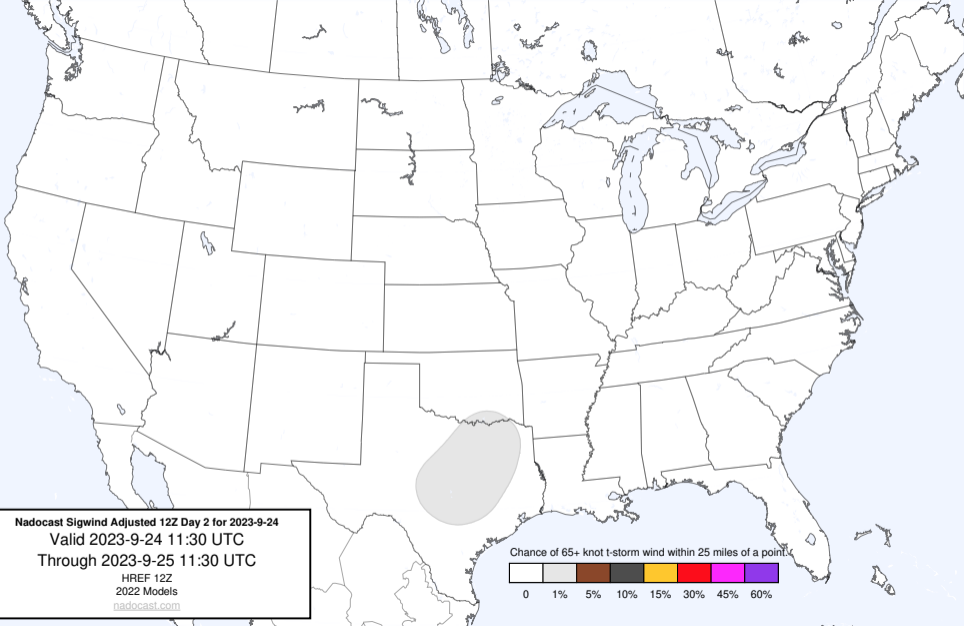 Nadocast Sigwind Adjusted 12Z Day 2 for 2023-9-24
Valid 2023-9-24 11:30 UTC
Through 2023-9-25 11:30 UTC
HREF 12Z
2022 Models
nadocast.com
Chance of 65+ knot t-storm wind within 25 miles of a point.
0 1% 5% 10% 15% 30% 45% 60%